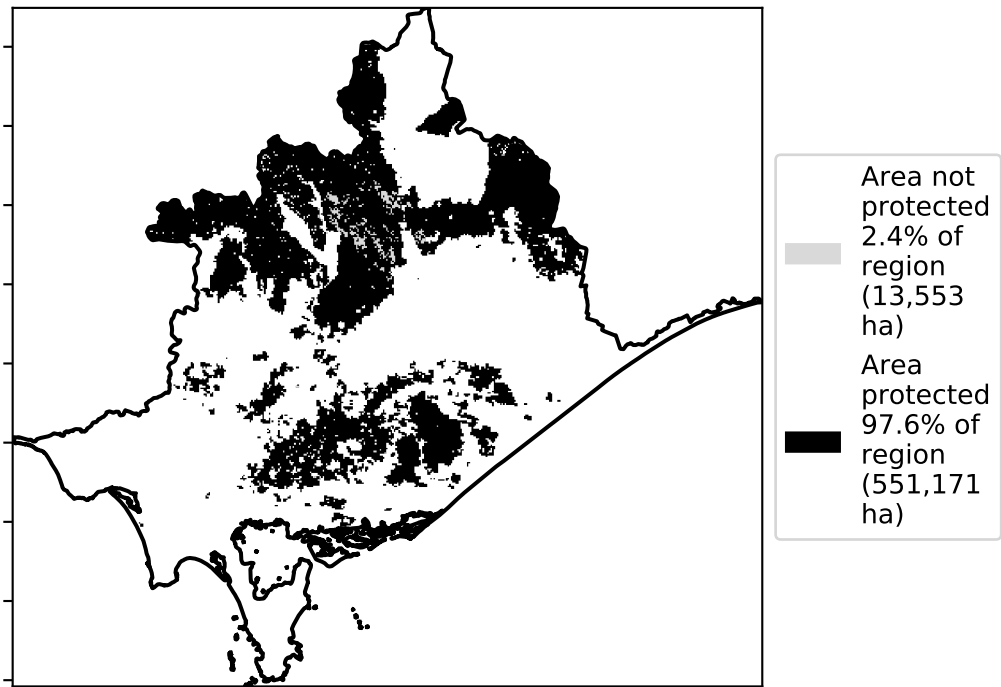 Area not
protected
2.4% of
region
(13,553
ha)
Area
protected
97.6% of
region
(551,171
ha)